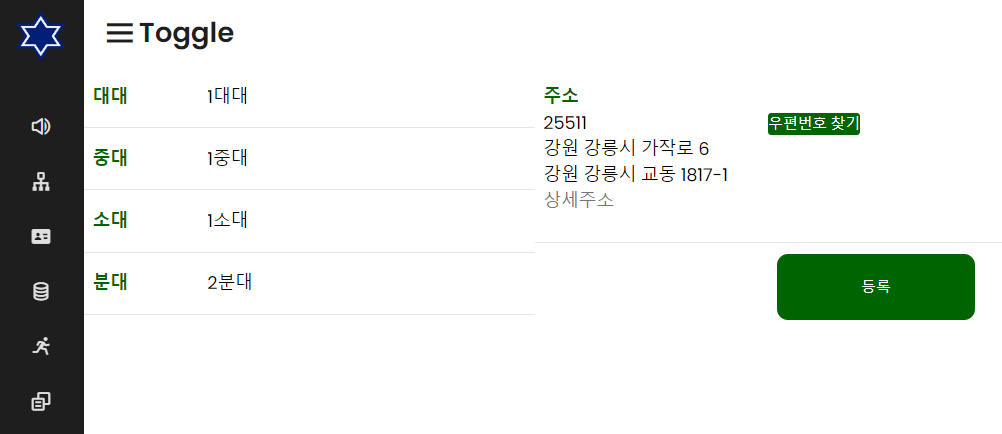 Toggle
대대 1대대
중대 1중대
소대 1소대
분대 2분대
주소
25511 우편번호 찾기
강원 강릉시 가작로 6
강원 강릉시 교동 1817-1
상세주소
등록